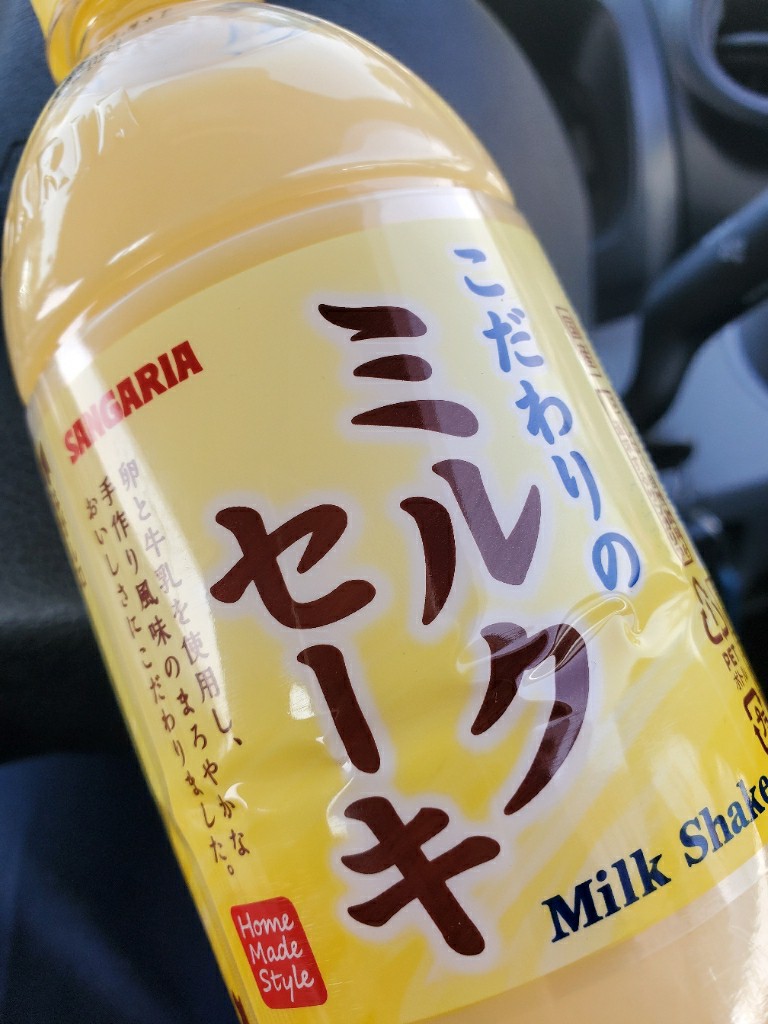 こだわりの
ミルク
セーキ
SANGARIA
卵と牛乳を使用し、
手作り風味のまろやかな
おいしさにこだわりました。
Home
Made
Style
Milk Shake
PET